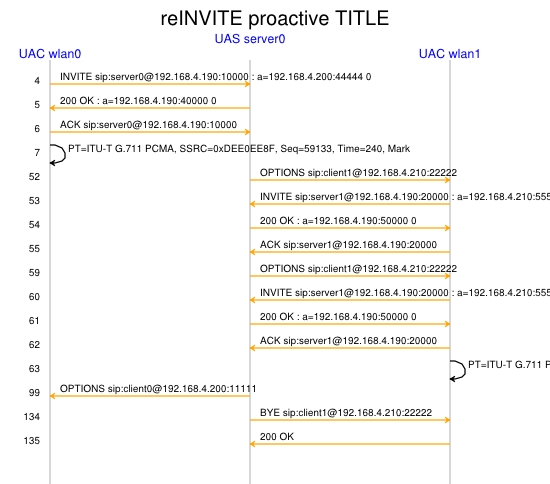 reINVITE proactive TITLE
UAS server0
UAC wlan0 UAC wlan1
4 INVITE sip:server0@192.168.4.190:10000 : a=192.168.4.200:44444 0
5 200 OK : a=192.168.4.190:40000 0
6 ACK sip:server0@192.168.4.190:10000
7 PT=ITU-T G.711 PCMA, SSRC=0xDEE0EE8F, Seq=59133, Time=240, Mark
52 OPTIONS sip:client1@192.168.4.210:22222
53 INVITE sip:server1@192.168.4.190:20000 : a=192.168.4.210:555
54 200 OK : a=192.168.4.190:50000 0
55 ACK sip:server1@192.168.4.190:20000
59 OPTIONS sip:client1@192.168.4.210:22222
60 INVITE sip:server1@192.168.4.190:20000 : a=192.168.4.210:555
61 200 OK : a=192.168.4.190:50000 0
62 ACK sip:server1@192.168.4.190:20000
63 PT=ITU-T G.711 P
99 OPTIONS sip:client0@192.168.4.200:11111
134 BYE sip:client1@192.168.4.210:22222
135 200 OK